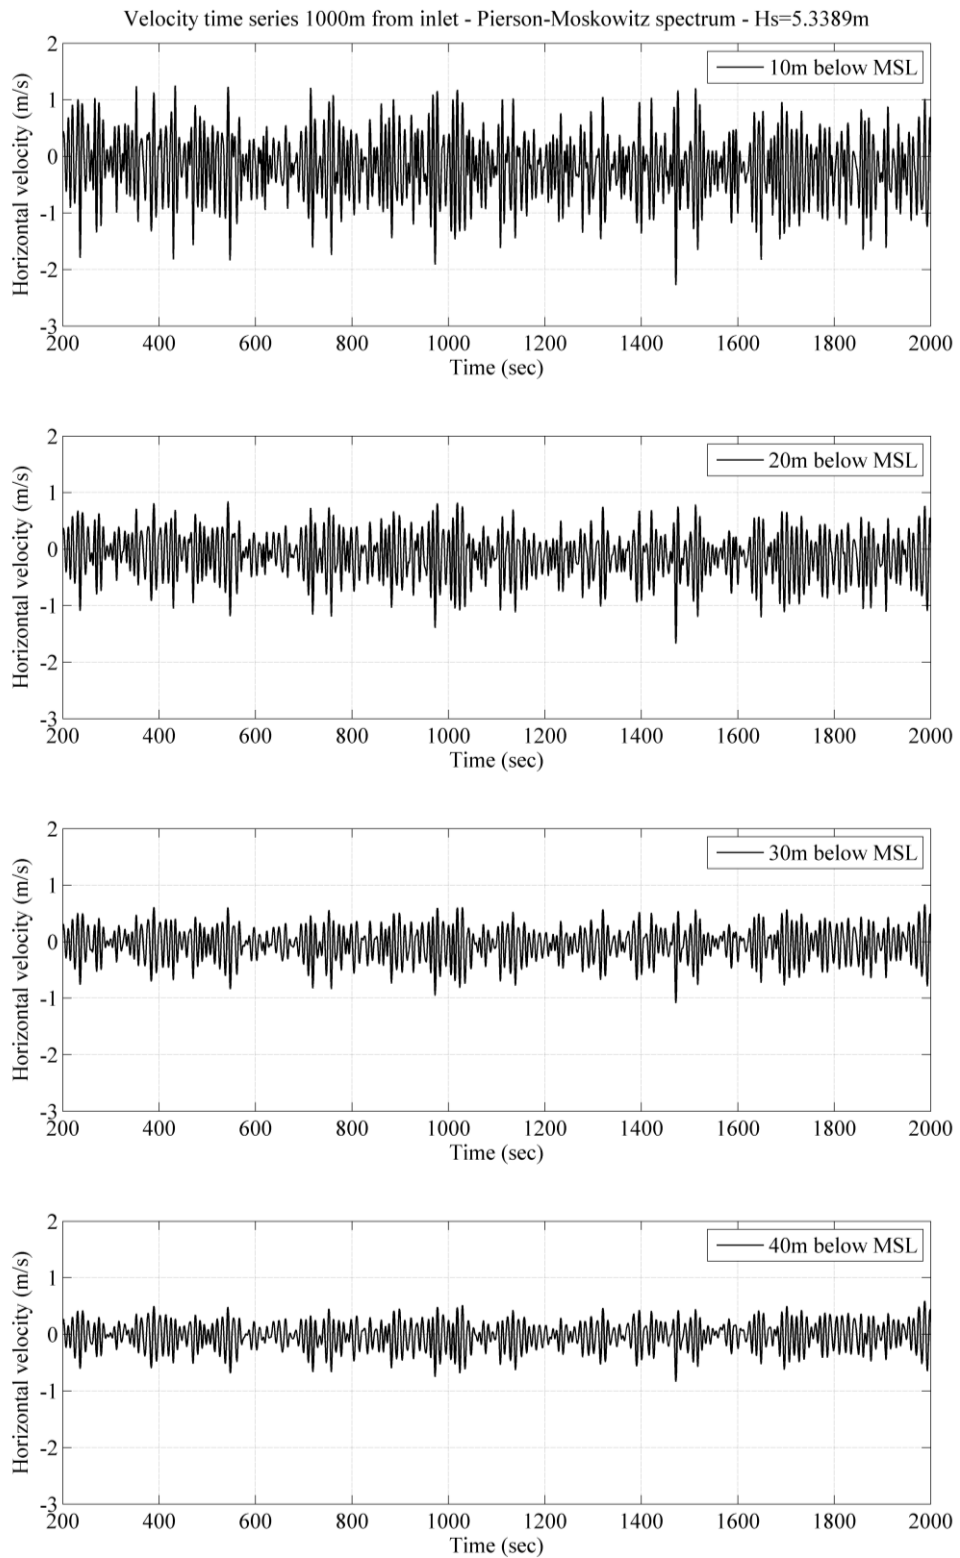 Velocity time series 1000m from inlet - Pierson-Moskowitz spectrum - Hs=5.3389m
2
10m below MSL
1
0
-1
-2
-3
Horizontal velocity (m/s)
200 400 600 800 1000 1200 1400 1600 1800 2000
Time (sec)
2
20m below MSL
1
0
-1
-2
-3
Horizontal velocity (m/s)
200 400 600 800 1000 1200 1400 1600 1800 2000
Time (sec)
2
30m below MSL
1
0
-1
-2
-3
Horizontal velocity (m/s)
200 400 600 800 1000 1200 1400 1600 1800 2000
Time (sec)
2
40m below MSL
1
0
-1
-2
-3
Horizontal velocity (m/s)
200 400 600 800 1000 1200 1400 1600 1800 2000
Time (sec)